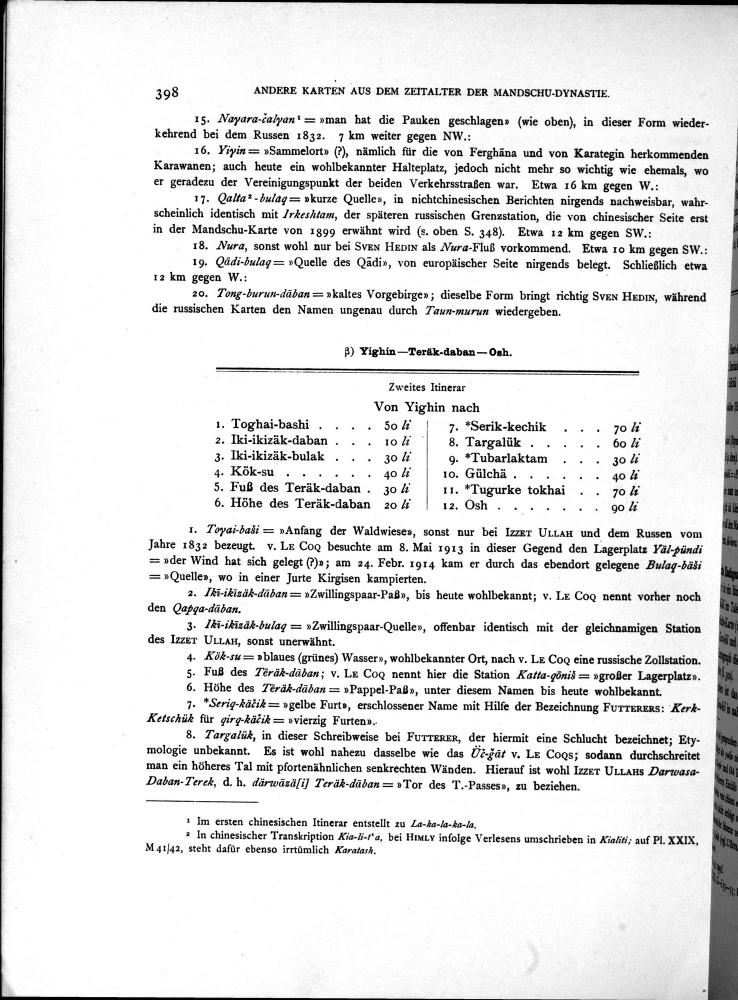 398 ANDERE KARTEN AUS DEM ZEITALTER DER MANDSCHU-DYNASTIE.
15. Nayara-čalyan¹ = »man hat die Pauken geschlagen» (wie oben), in dieser Form wieder-
kehrend bei dem Russen 1832. 7 km weiter gegen NW.:
16. Yiyin = »Sammelort» (?), nämlich für die von Ferghāna und von Karategin herkommenden
Karawanen; auch heute ein wohlbekannter Halteplatz, jedoch nicht mehr so wichtig wie ehemals, wo
er geradezu der Vereinigungspunkt der beiden Verkehrsstraßen war. Etwa 16 km gegen W.:
17. Qalta²-bulaq = »kurze Quelle», in nichtchinesischen Berichten nirgends nachweisbar, wahr-
scheinlich identisch mit Irkeshtam, der späteren russischen Grenzstation, die von chinesischer Seite erst
in der Mandschu-Karte von 1899 erwähnt wird (s. oben S. 348). Etwa 12 km gegen SW.:
18. Nura, sonst wohl nur bei SVEN HEDIN als Nura-Fluß vorkommend. Etwa 10 km gegen SW.:
19. Qādi-bulaq = »Quelle des Qādi», von europäischer Seite nirgends belegt. Schließlich etwa
12 km gegen W.:
20. Tong-burun-däban = »kaltes Vorgebirge»; dieselbe Form bringt richtig SVEN HEDIN, während
die russischen Karten den Namen ungenau durch Taun-murun wiedergeben.
β) Yighin—Teräk-daban—Osh.
Zweites Itinerar
Von Yighin nach
1. Toghai-bashi . . . . 50 li
2. Iki-ikizäk-daban . . . 10 li
3. Iki-ikizäk-bulak . . . 30 li
4. Kök-su . . . . . . 40 li
5. Fuß des Teräk-daban . 30 li
6. Höhe des Teräk-daban 20 li
7. *Serik-kechik . . . 70 li
8. Targalük . . . . . 60 li
9. *Tubarlaktam . . . 30 li
10. Gülchä . . . . . . 40 li
11. *Tugurke tokhai . . 70 li
12. Osh . . . . . . . 90 li
1. Toyai-baši = »Anfang der Waldwiese», sonst nur bei IZZET ULLAH und dem Russen vom
Jahre 1832 bezeugt. v. LE COQ besuchte am 8. Mai 1913 in dieser Gegend den Lagerplatz Yäl-pündi
= »der Wind hat sich gelegt (?)»; am 24. Febr. 1914 kam er durch das ebendort gelegene Bulaq-bäši
= »Quelle», wo in einer Jurte Kirgisen kampierten.
2. Iki-ikizäk-däban = »Zwillingspaar-Paß», bis heute wohlbekannt; v. LE COQ nennt vorher noch
den Qapqa-däban.
3. Iki-ikizäk-bulaq = »Zwillingspaar-Quelle», offenbar identisch mit der gleichnamigen Station
des IZZET ULLAH, sonst unerwähnt.
4. Kök-su = »blaues (grünes) Wasser», wohlbekannter Ort, nach v. LE COQ eine russische Zollstation.
5. Fuß des Teräk-däban; v. LE COQ nennt hier die Station Katta-qöniš = »großer Lagerplatz».
6. Höhe des Teräk-däban = »Pappel-Paß», unter diesem Namen bis heute wohlbekannt.
7. *Seriq-käčik = »gelbe Furt», erschlossener Name mit Hilfe der Bezeichnung FUTTERERS: Kerk-
Ketschük für qirq-käčik = »vierzig Furten».
8. Targalük, in dieser Schreibweise bei FUTTERER, der hiermit eine Schlucht bezeichnet; Ety-
mologie unbekannt. Es ist wohl nahezu dasselbe wie das Üč-ğāt v. LE COQS; sodann durchschreitet
man ein höheres Tal mit pfortenähnlichen senkrechten Wänden. Hierauf ist wohl IZZET ULLAHS Darwasa-
Daban-Terek, d. h. därwāzä[i] Teräk-däban = »Tor des T.-Passes», zu beziehen.
¹ Im ersten chinesischen Itinerar entstellt zu La-ka-la-ka-la.
² In chinesischer Transkription Kia-li-t'a, bei HIMLY infolge Verlesens umschrieben in Kialiti; auf Pl. XXIX,
M 41/42, steht dafür ebenso irrtümlich Karatash.